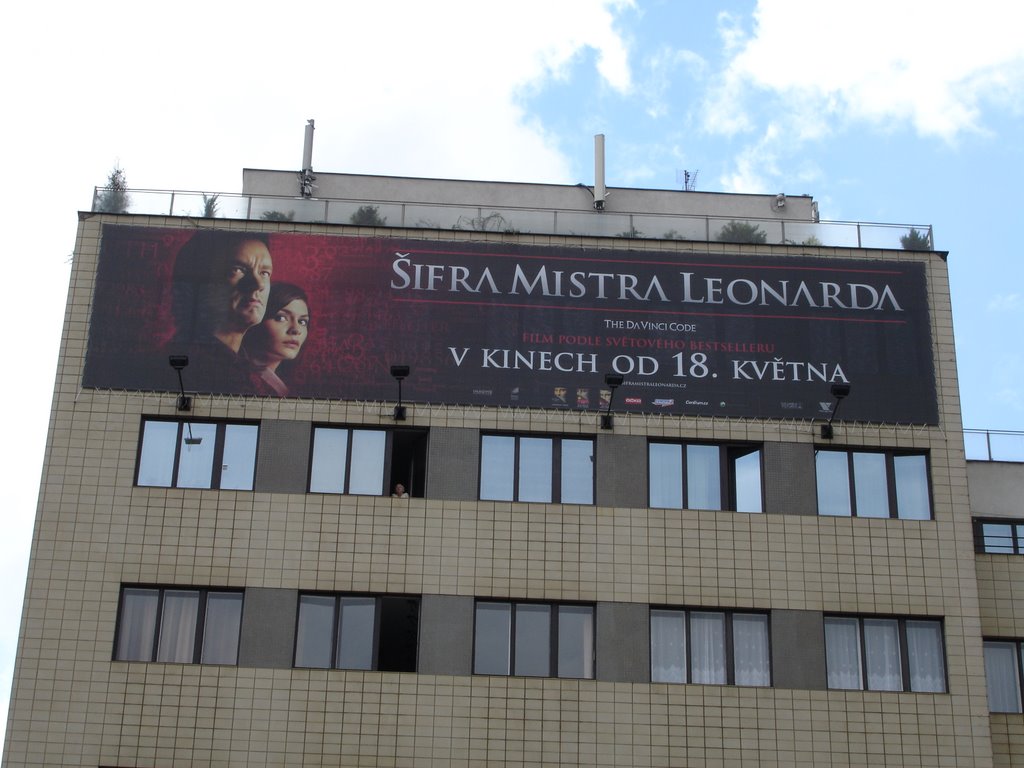 ŠIFRA MISTRA LEONARDA
THE DA VINCI CODE
FILM PODLE SVĚTOVÉHO BESTSELLERU
V KINECH OD 18. KVĚTNA